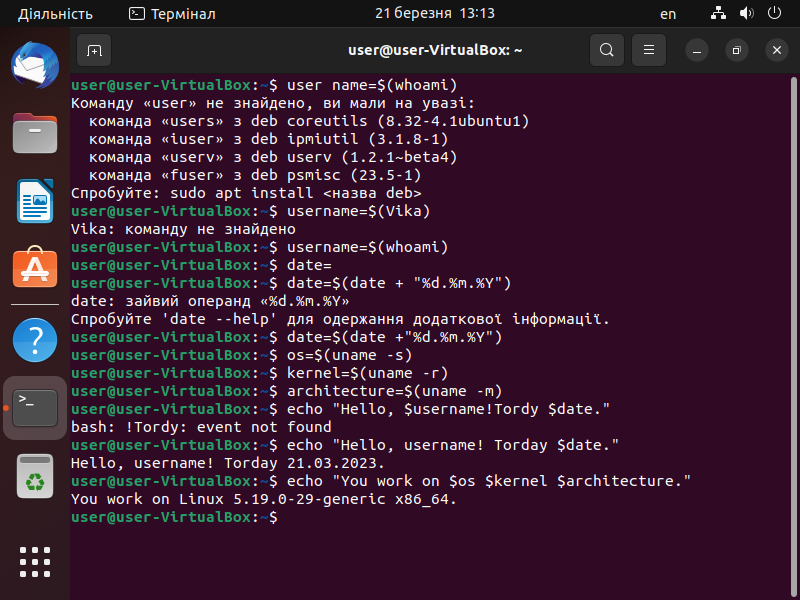 Діяльність
Термінал
21 березня 13:13
en
user@user-VirtualBox: ~
user@user-VirtualBox:~$ user name=$(whoami)
Команду «user» не знайдено, ви мали на увазі:
команда «users» з deb coreutils (8.32-4.1ubuntu1)
команда «iuser» з deb ipmiutil (3.1.8-1)
команда «userv» з deb userv (1.2.1~beta4)
команда «fuser» з deb psmisc (23.5-1)
Спробуйте: sudo apt install <назва deb>
user@user-VirtualBox:~$ username=$(Vika)
Vika: команду не знайдено
user@user-VirtualBox:~$ username=$(whoami)
user@user-VirtualBox:~$ date=
user@user-VirtualBox:~$ date=$(date + "%d.%m.%Y")
date: зайвий операнд «%d.%m.%Y»
Спробуйте 'date --help' для одержання додаткової інформації.
user@user-VirtualBox:~$ date=$(date +"%d.%m.%Y")
user@user-VirtualBox:~$ os=$(uname -s)
user@user-VirtualBox:~$ kernel=$(uname -r)
user@user-VirtualBox:~$ architecture=$(uname -m)
user@user-VirtualBox:~$ echo "Hello, $username!Tordy $date."
bash: !Tordy: event not found
user@user-VirtualBox:~$ echo "Hello, username! Torday $date."
Hello, username! Torday 21.03.2023.
user@user-VirtualBox:~$ echo "You work on $os $kernel $architecture."
You work on Linux 5.19.0-29-generic x86_64.
user@user-VirtualBox:~$